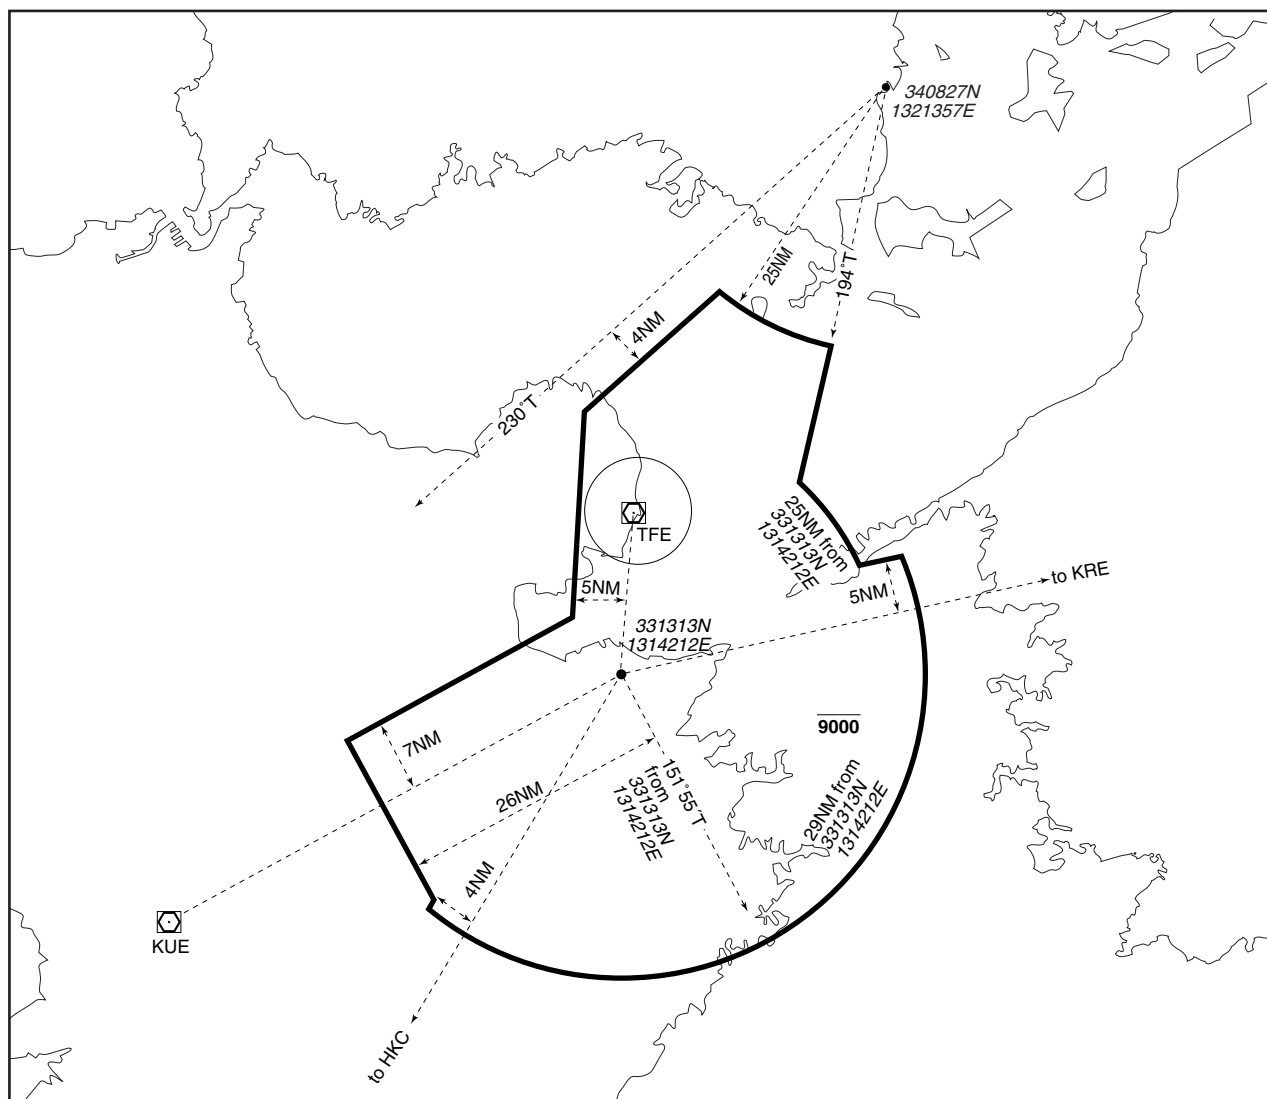 340827N
1321357E
25NM
194°T
4NM
230°T
TFE
25NM from
331313N
1314212E
to KRE
5NM
5NM
331313N
1314212E
9000
7NM
26NM
151°55'T
from
331313N
1314212E
29NM from
331313N
1314212E
4NM
KUE
to HKC